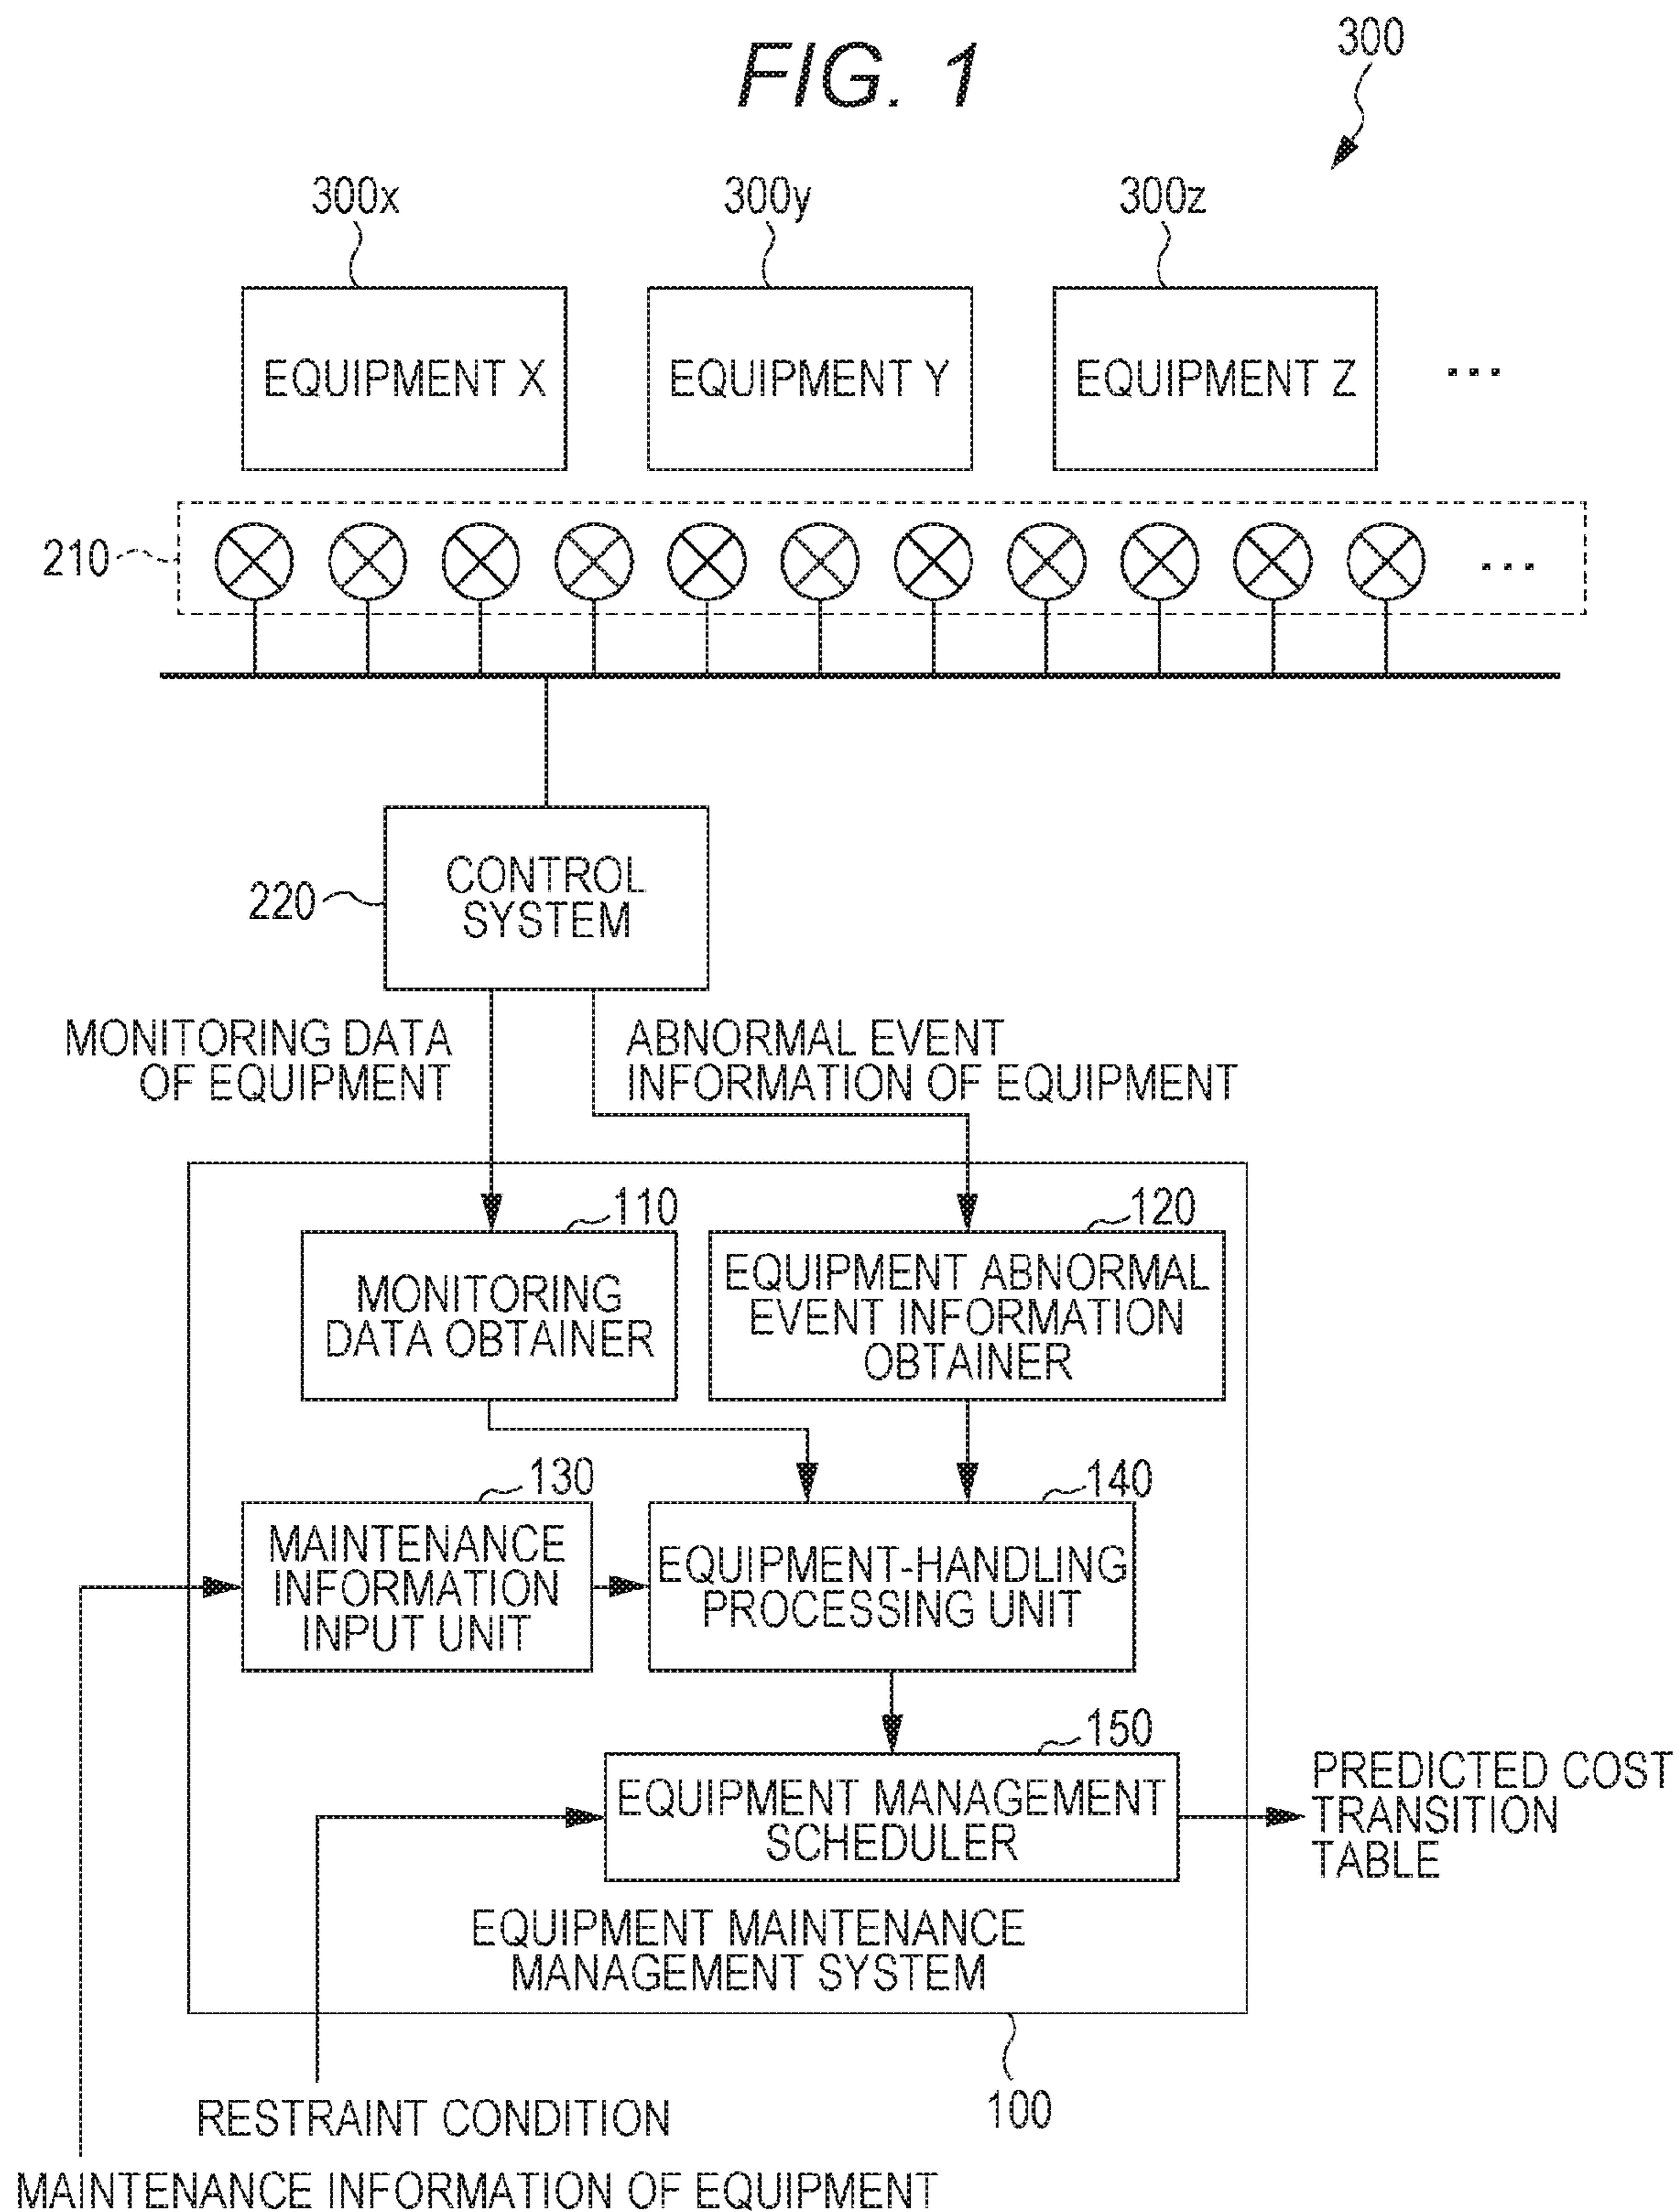 FIG. 1
300
300x
300y
300z
EQUIPMENT X
EQUIPMENT Y
EQUIPMENT Z
...
210
...
220
CONTROL
SYSTEM
MONITORING DATA
OF EQUIPMENT
ABNORMAL EVENT
INFORMATION OF EQUIPMENT
110
120
MONITORING
DATA OBTAINER
EQUIPMENT ABNORMAL
EVENT INFORMATION
OBTAINER
130
140
MAINTENANCE
INFORMATION
INPUT UNIT
EQUIPMENT-HANDLING
PROCESSING UNIT
150
EQUIPMENT MANAGEMENT
SCHEDULER
PREDICTED COST
TRANSITION
TABLE
EQUIPMENT MAINTENANCE
MANAGEMENT SYSTEM
100
RESTRAINT CONDITION
MAINTENANCE INFORMATION OF EQUIPMENT